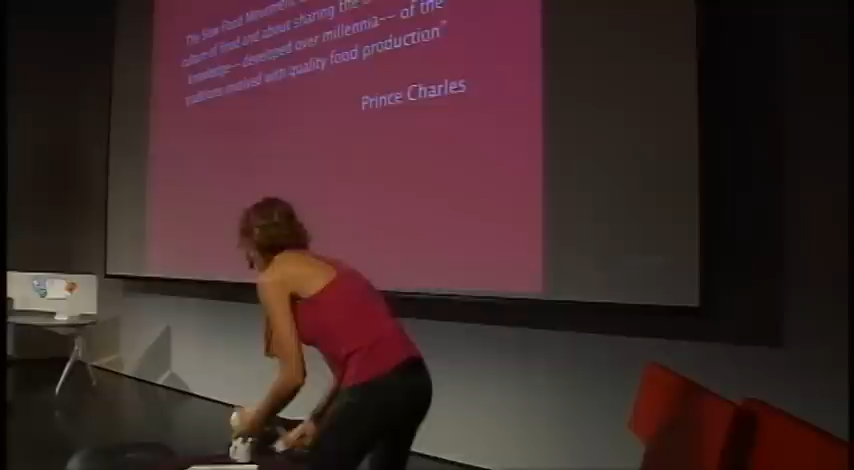 The Slow Food Movement
culture of food and about sharing the
knowledge—developed over millennia—of the
traditions involved with quality food production"
Prince Charles